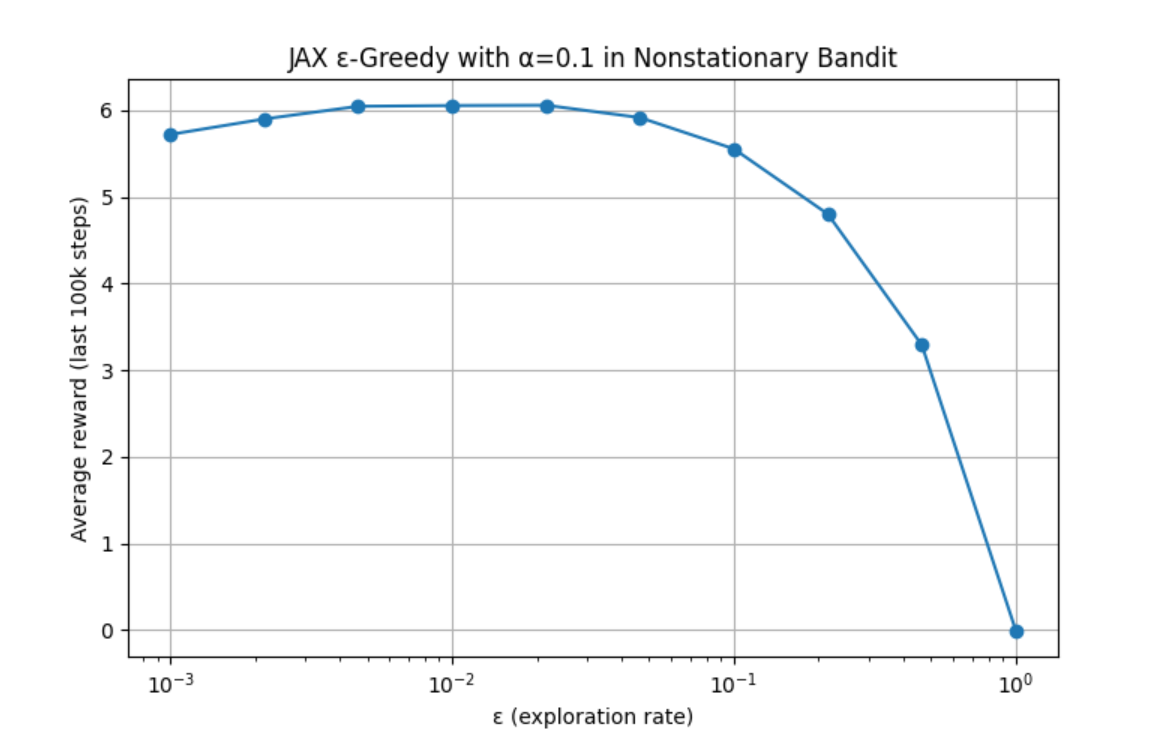 JAX ε-Greedy with α=0.1 in Nonstationary Bandit
Average reward (last 100k steps)
6
5
4
3
2
1
0
10⁻³ 10⁻² 10⁻¹ 10⁰
ε (exploration rate)